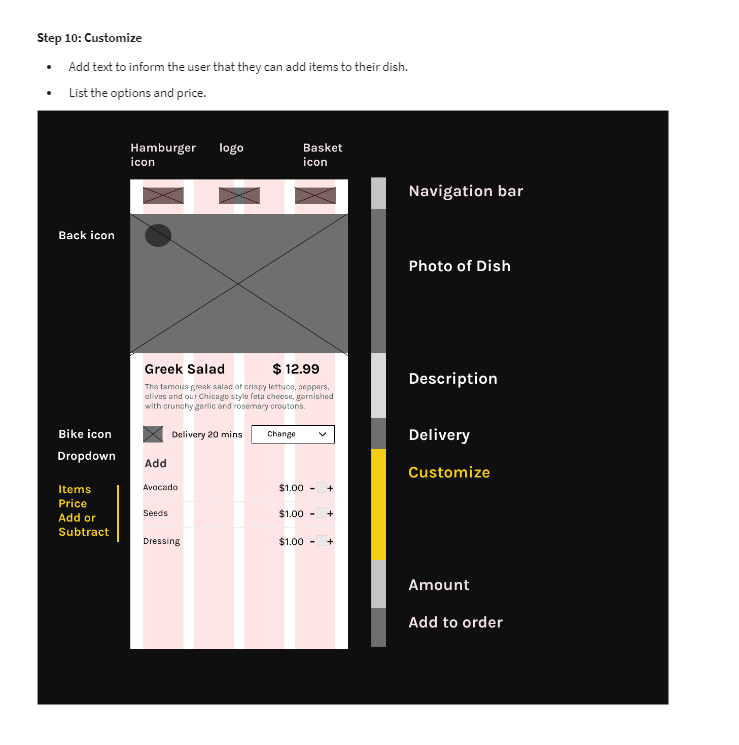 Step 10: Customize
• Add text to inform the user that they can add items to their dish.
• List the options and price.
Hamburger icon
logo
Basket icon
Navigation bar
Back icon
Photo of Dish
Greek Salad
$ 12.99
The famous greek salad of crispy lettuce, peppers,
olives and our Chicago style feta cheese, garnished
with crunchy garlic and rosemary croutons.
Description
Bike icon
Delivery 20 mins
Change
Delivery
Dropdown
Add
Customize
Items
Price
Add or
Subtract
Avocado
$1.00 - +
Seeds
$1.00 - +
Dressing
$1.00 - +
Amount
Add to order